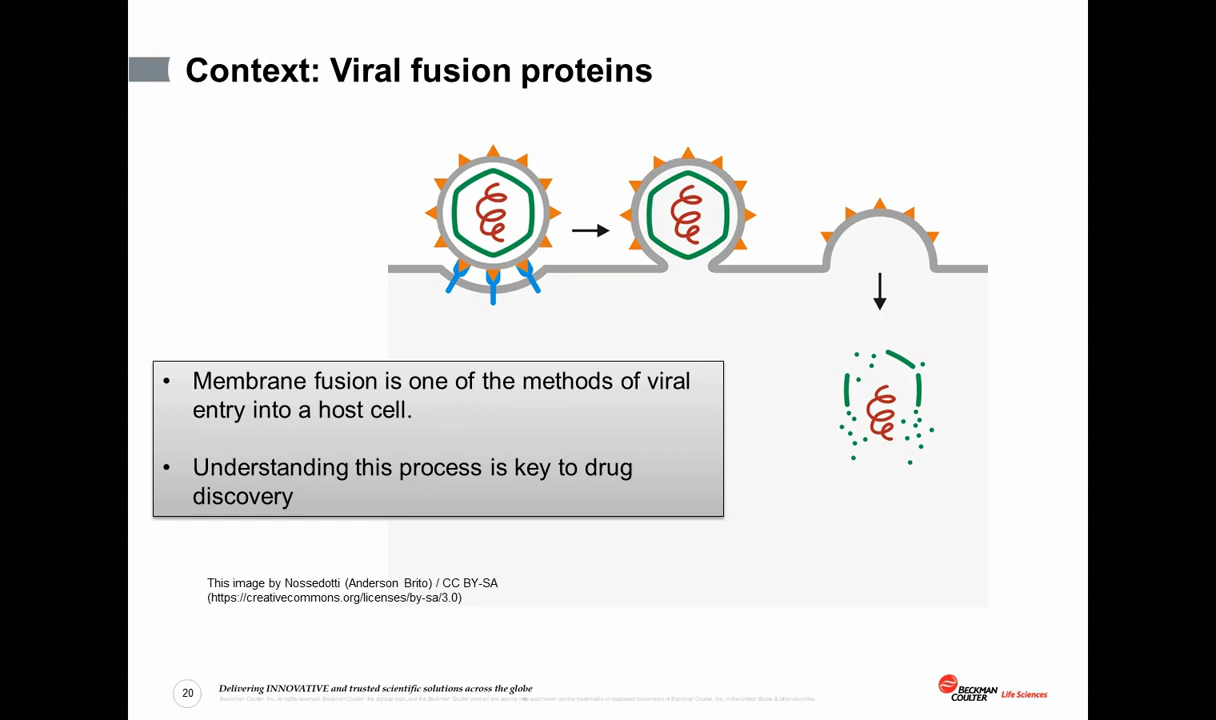 Context: Viral fusion proteins
• Membrane fusion is one of the methods of viral
entry into a host cell.
• Understanding this process is key to drug
discovery
This image by Nossedotti (Anderson Brito) / CC BY-SA
(https://creativecommons.org/licenses/by-sa/3.0)
20
Delivering INNOVATIVE and trusted scientific solutions across the globe
BECKMAN
COULTER Life Sciences